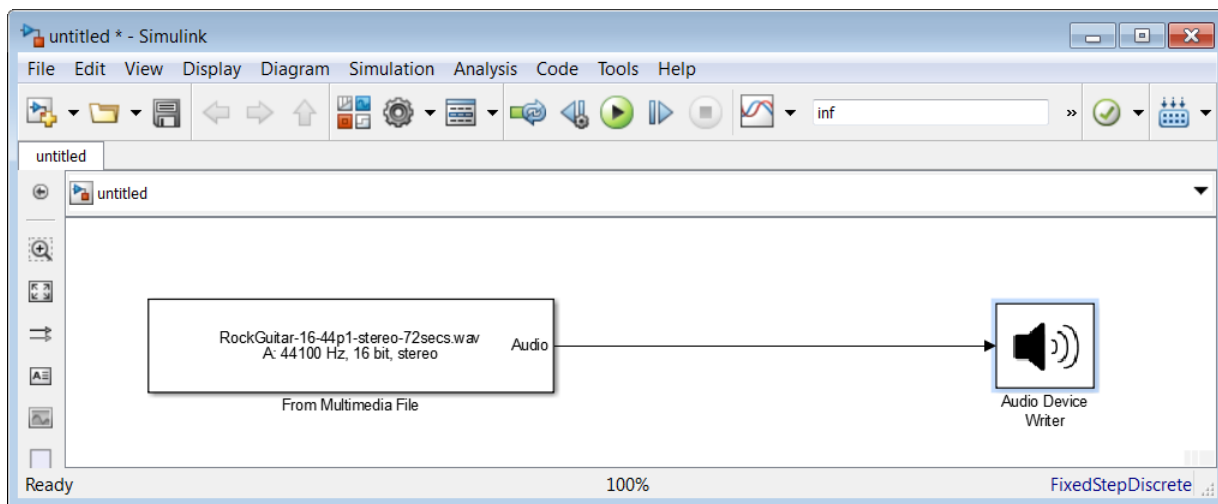 untitled * - Simulink
File Edit View Display Diagram Simulation Analysis Code Tools Help
inf
»
untitled
untitled
RockGuitar-16-44p1-stereo-72secs.wav
A: 44100 Hz, 16 bit, stereo
Audio
From Multimedia File
Audio Device
Writer
Ready 100% FixedStepDiscrete